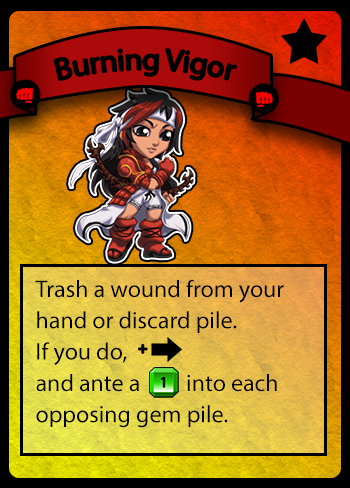 Burning Vigor
Trash a wound from your
hand or discard pile.
If you do, +
and ante a 1 into each
opposing gem pile.